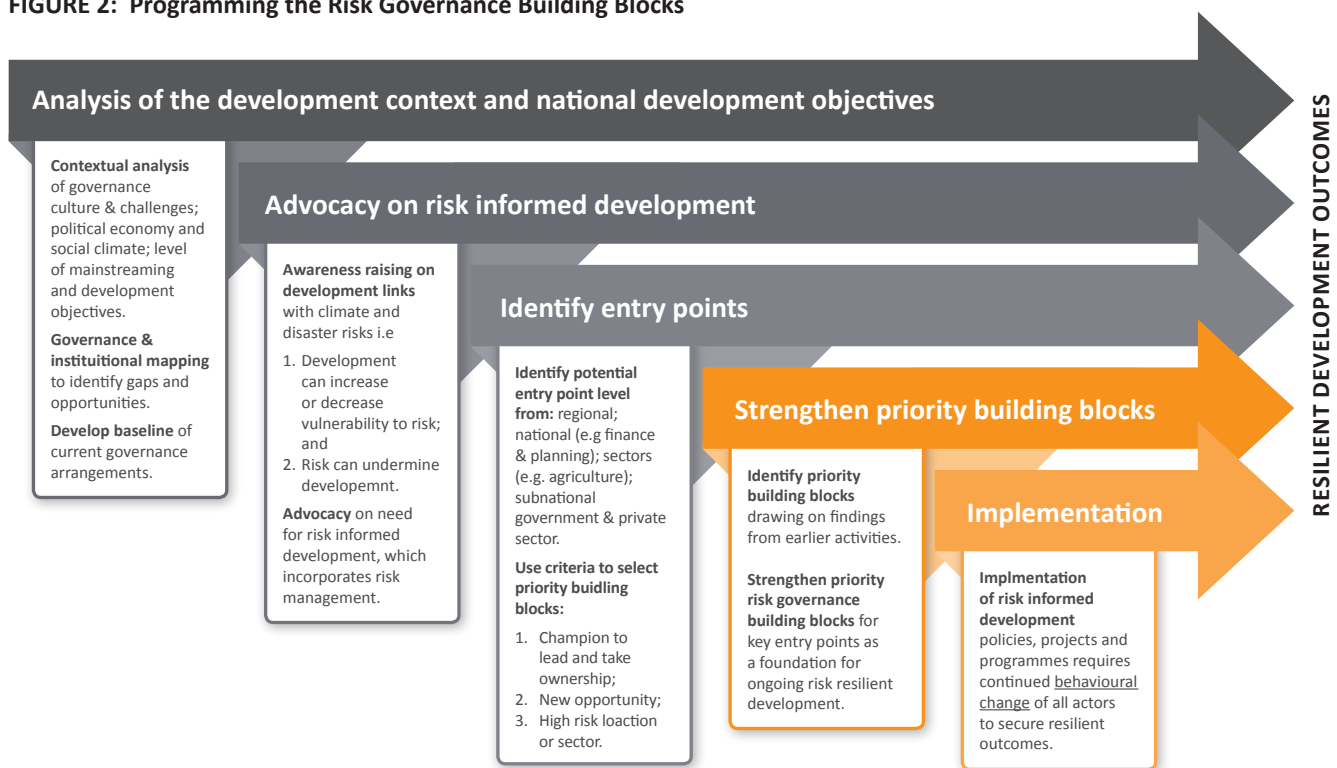 FIGURE 2: Programming the Risk Governance Building Blocks
Analysis of the development context and national development objectives
Contextual analysis
of governance
culture & challenges;
political economy and
social climate; level
of mainstreaming
and development
objectives.
Governance &
instituitional mapping
to identify gaps and
opportunities.
Develop baseline of
current governance
arrangements.
Advocacy on risk informed development
Awareness raising on
development links
with climate and
disaster risks i.e
1. Development
can increase
or decrease
vulnerability to risk;
and
2. Risk can undermine
developemnt.
Advocacy on need
for risk informed
development, which
incorporates risk
management.
Identify entry points
Identify potential
entry point level
from: regional;
national (e.g finance
& planning); sectors
(e.g. agriculture);
subnational
government & private
sector.
Use criteria to select
priority buidling
blocks:
1. Champion to
lead and take
ownership;
2. New opportunity;
3. High risk loaction
or sector.
Strengthen priority building blocks
Identify priority
building blocks
drawing on findings
from earlier activities.
Strengthen priority
risk governance
building blocks for
key entry points as
a foundation for
ongoing risk resilient
development.
Implementation
Implmentation
of risk informed
development
policies, projects and
programmes requires
continued behavioural
change of all actors
to secure resilient
outcomes.
RESILIENT DEVELOPMENT OUTCOMES